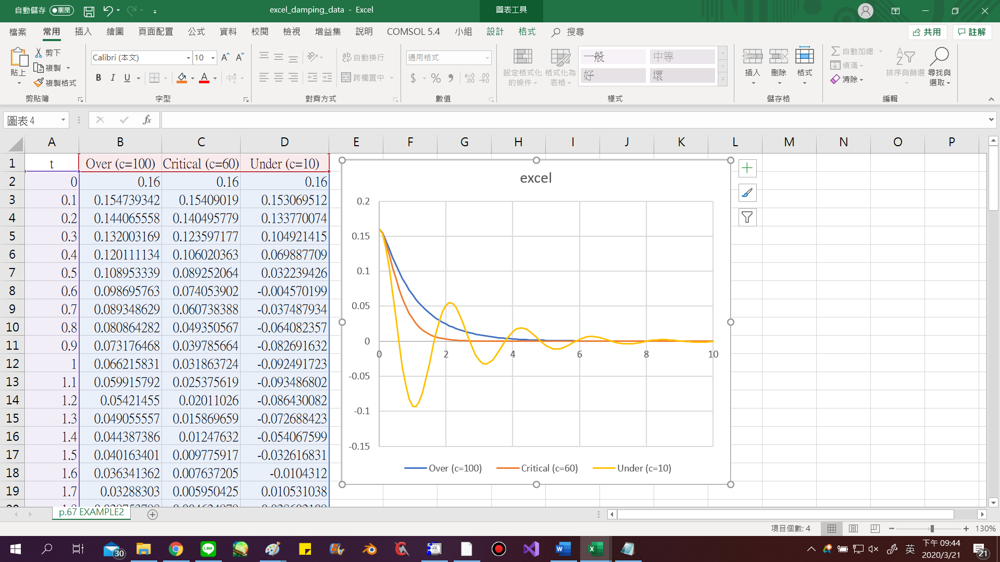 自動儲存 關閉 excel_damping_data - Excel 圖表工具
檔案 常用 插入 繪圖 頁面配置 公式 資料 校閱 檢視 增益集 說明 COMSOL 5.4 小組 設計 格式 搜尋 共用 註解
貼上 剪下 複製 複製格式
Calibri (本文) 10
B I U A
自動換行
跨欄置中
通用格式
$ % 9
設定格式化的條件
格式化為表格
一般 中等
好 壞
插入 刪除 格式
自動加總
填滿
清除
排序與篩選
尋找與選取
剪貼簿 字型 對齊方式 數值 樣式 儲存格 編輯
圖表 4 fx
A B C D E F G H I J K L M N O P
1 t Over (c=100) Critical (c=60) Under (c=10)
2 0 0.16 0.16 0.16
3 0.1 0.154739342 0.15409019 0.153069512
4 0.2 0.144065558 0.140495779 0.133770074
5 0.3 0.132003169 0.123597177 0.104921415
6 0.4 0.120111134 0.106020363 0.069887709
7 0.5 0.108953339 0.089252064 0.032239426
8 0.6 0.098695763 0.074053902 -0.004570199
9 0.7 0.089348629 0.060738388 -0.037487934
10 0.8 0.080864282 0.049350567 -0.064082357
11 0.9 0.073176468 0.039785664 -0.082691632
12 1 0.066215831 0.031863724 -0.092491723
13 1.1 0.059915792 0.025375619 -0.093486802
14 1.2 0.05421455 0.02011026 -0.086430082
15 1.3 0.049055557 0.015869659 -0.072688423
16 1.4 0.044387386 0.01247632 -0.054067599
17 1.5 0.040163401 0.009775917 -0.032616831
18 1.6 0.036341362 0.007637205 -0.0104312
19 1.7 0.03288303 0.005950425 0.010531038
excel
0.2
0.15
0.1
0.05
0
-0.05
-0.1
-0.15
0 2 4 6 8 10
Over (c=100) Critical (c=60) Under (c=10)
p.67 EXAMPLE2
項目個數: 4 130%
30 英 下午 09:44
2020/3/21 21